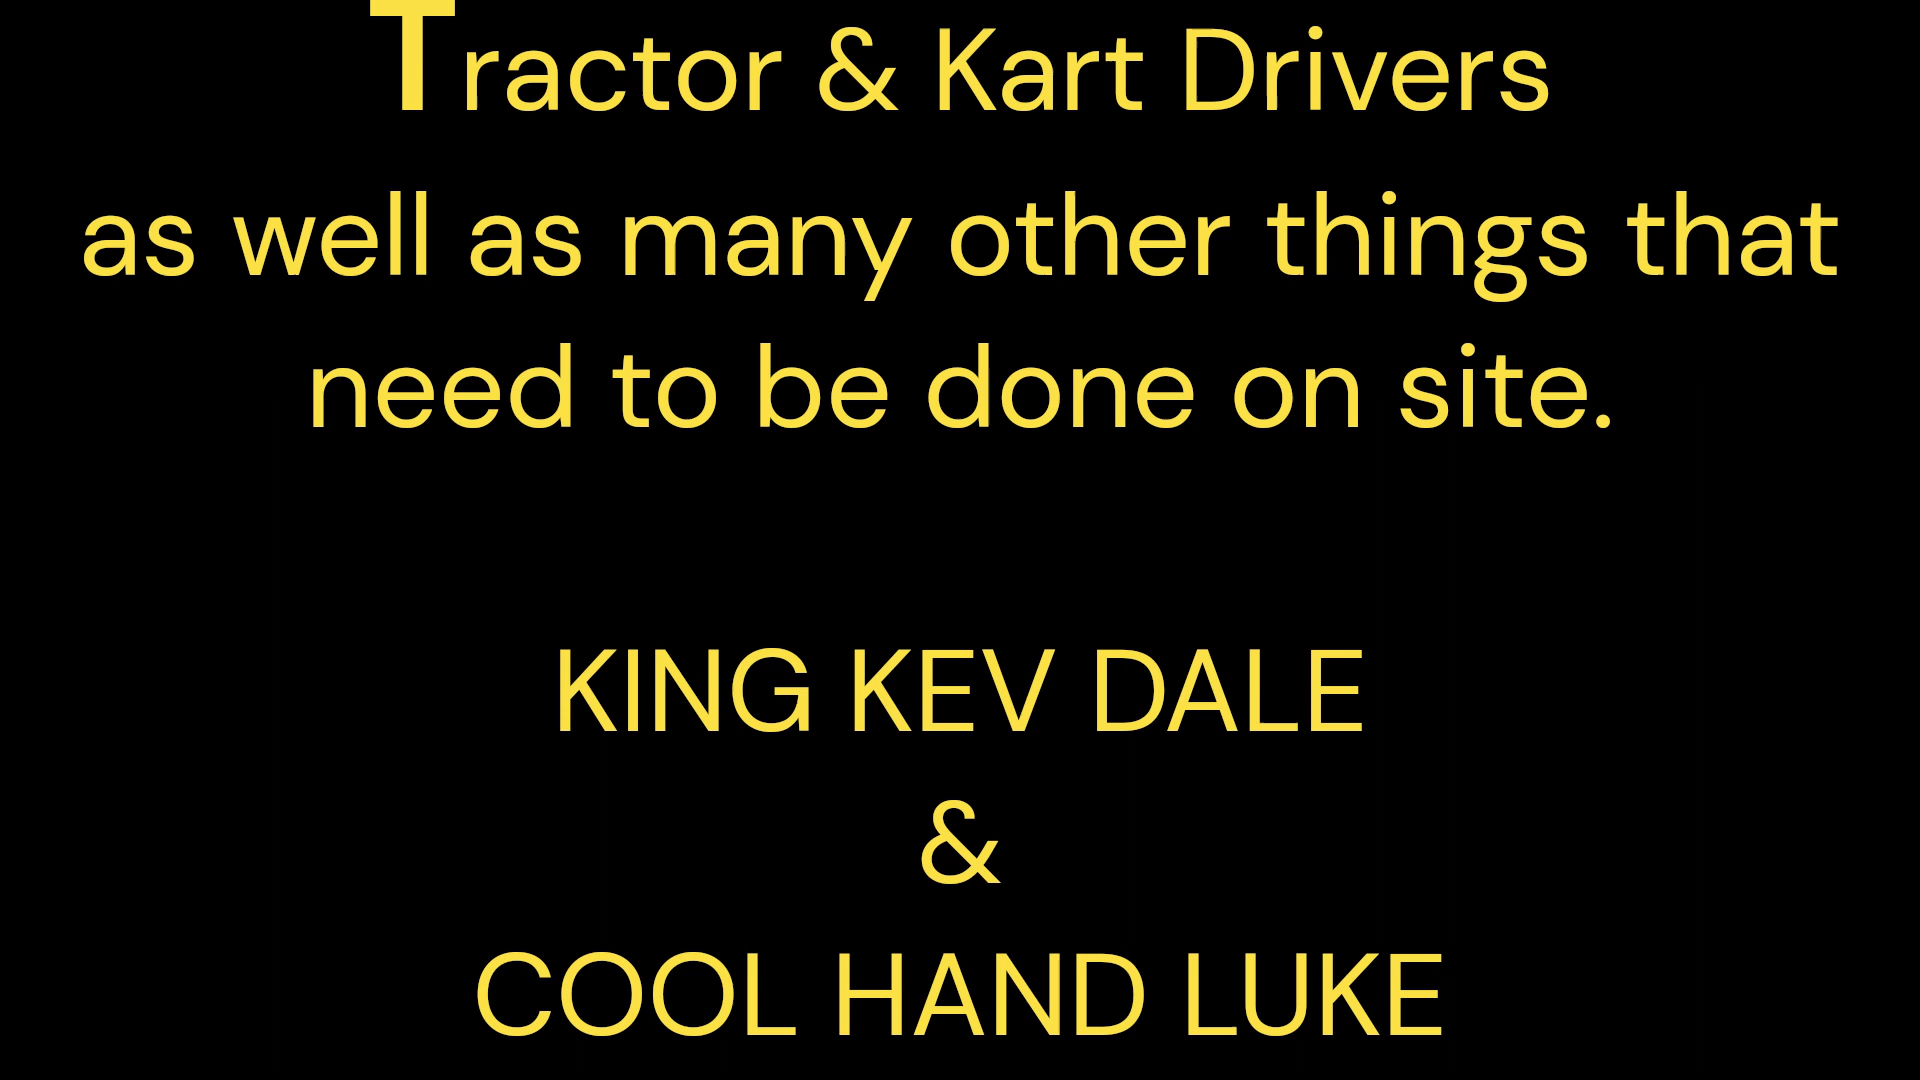 Tractor & Kart Drivers
as well as many other things that
need to be done on site.
KING KEV DALE
&
COOL HAND LUKE